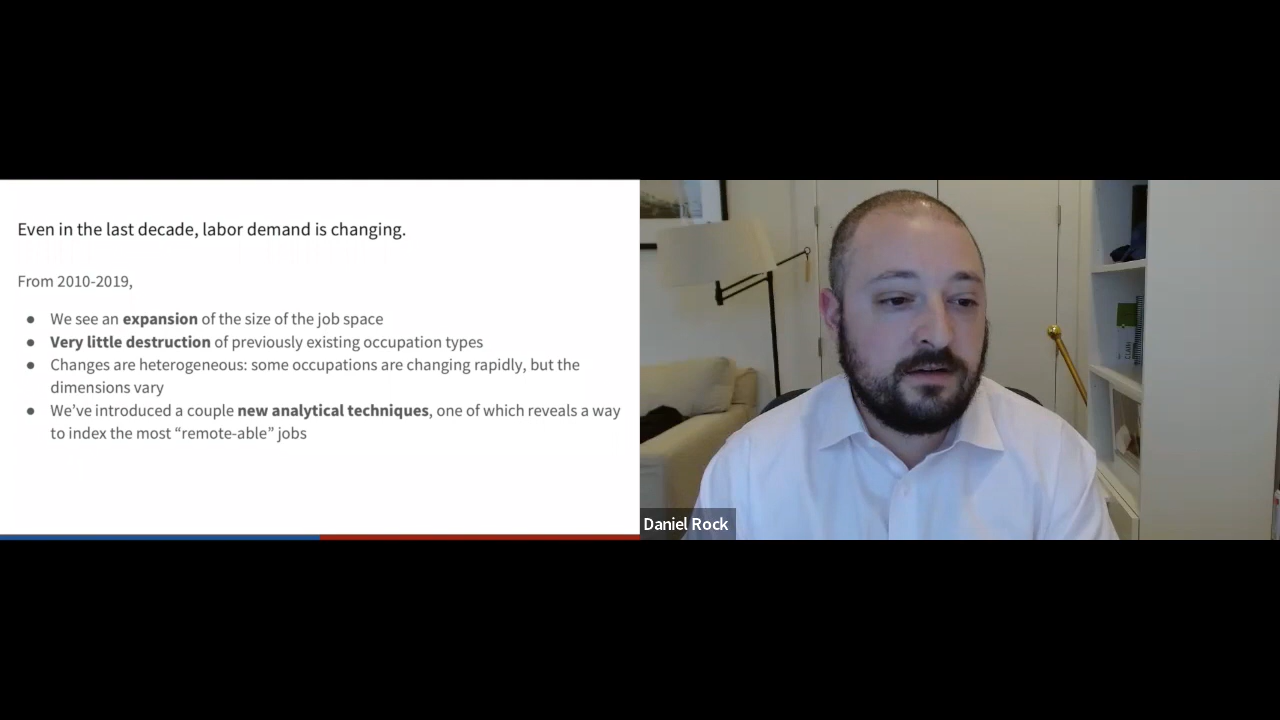 Even in the last decade, labor demand is changing.
From 2010-2019,
● We see an expansion of the size of the job space
● Very little destruction of previously existing occupation types
● Changes are heterogeneous: some occupations are changing rapidly, but the
dimensions vary
● We’ve introduced a couple new analytical techniques, one of which reveals a way
to index the most “remote-able” jobs
Daniel Rock